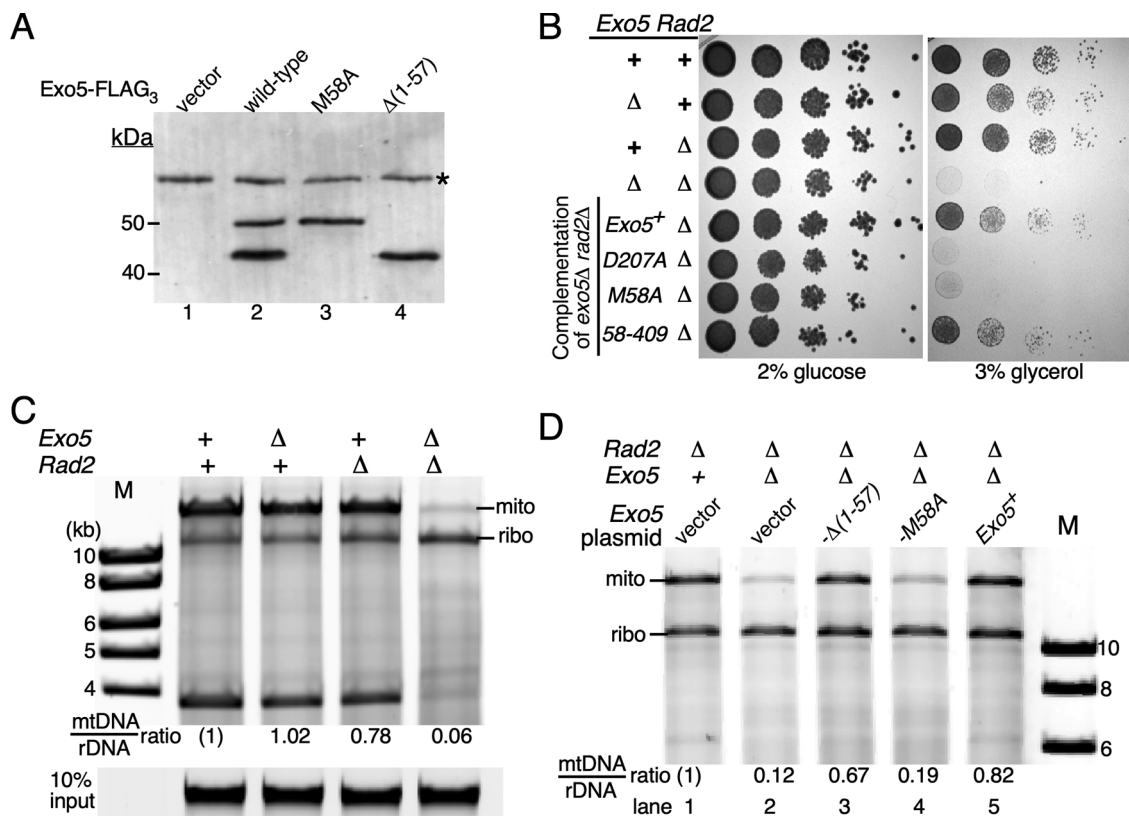 A
Exo5-FLAG3
vector
wild-type
M58A
Δ(1-57)
kDa
*
50
40
1 2 3 4
B
Exo5 Rad2
+ +
Δ +
+ Δ
Δ Δ
Complementation
of exo5Δ rad2Δ
Exo5+ Δ
D207A Δ
M58A Δ
58-409 Δ
2% glucose
3% glycerol
C
Exo5 + Δ + Δ
Rad2 + + Δ Δ
M
(kb)
mito
ribo
10
8
6
5
4
mtDNA
rDNA
ratio (1) 1.02 0.78 0.06
10%
input
D
Rad2 Δ Δ Δ Δ Δ
Exo5 + Δ Δ Δ Δ
Exo5
plasmid
vector
vector
-Δ(1-57)
-M58A
Exo5+
M
mito
ribo
10
8
6
mtDNA
rDNA
ratio (1) 0.12 0.67 0.19 0.82
lane 1 2 3 4 5